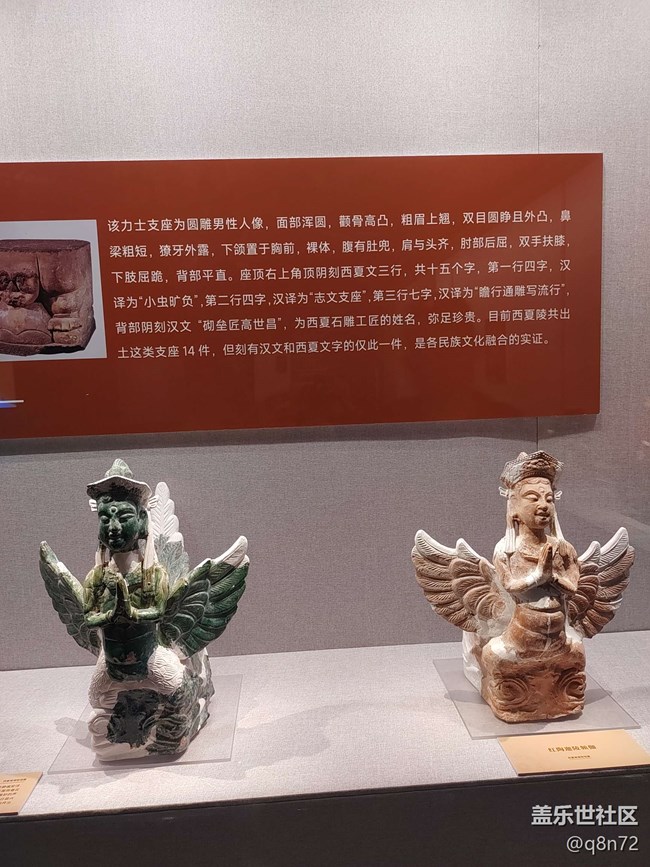 该力士支座为圆雕男性人像，面部浑圆，颧骨高凸，粗眉上翘，双目圆睁且外凸，鼻
梁粗短，獠牙外露，下颌置于胸前，裸体，腹有肚兜，肩与头齐，肘部后屈，双手扶膝，
下肢屈跪，背部平直。座顶右上角顶阴刻西夏文三行，共十五个字，第一行四字，汉
译为“小虫旷负”，第二行四字，汉译为“志文支座”，第三行七字，汉译为“瞻行通雕写流行”，
背部阴刻汉文“砌垒匠高世昌”，为西夏石雕工匠的姓名，弥足珍贵。目前西夏陵共出
土这类支座 14 件，但刻有汉文和西夏文字的仅此一件，是各民族文化融合的实证。
红陶迦陵频伽
盖乐世社区
@q8n72